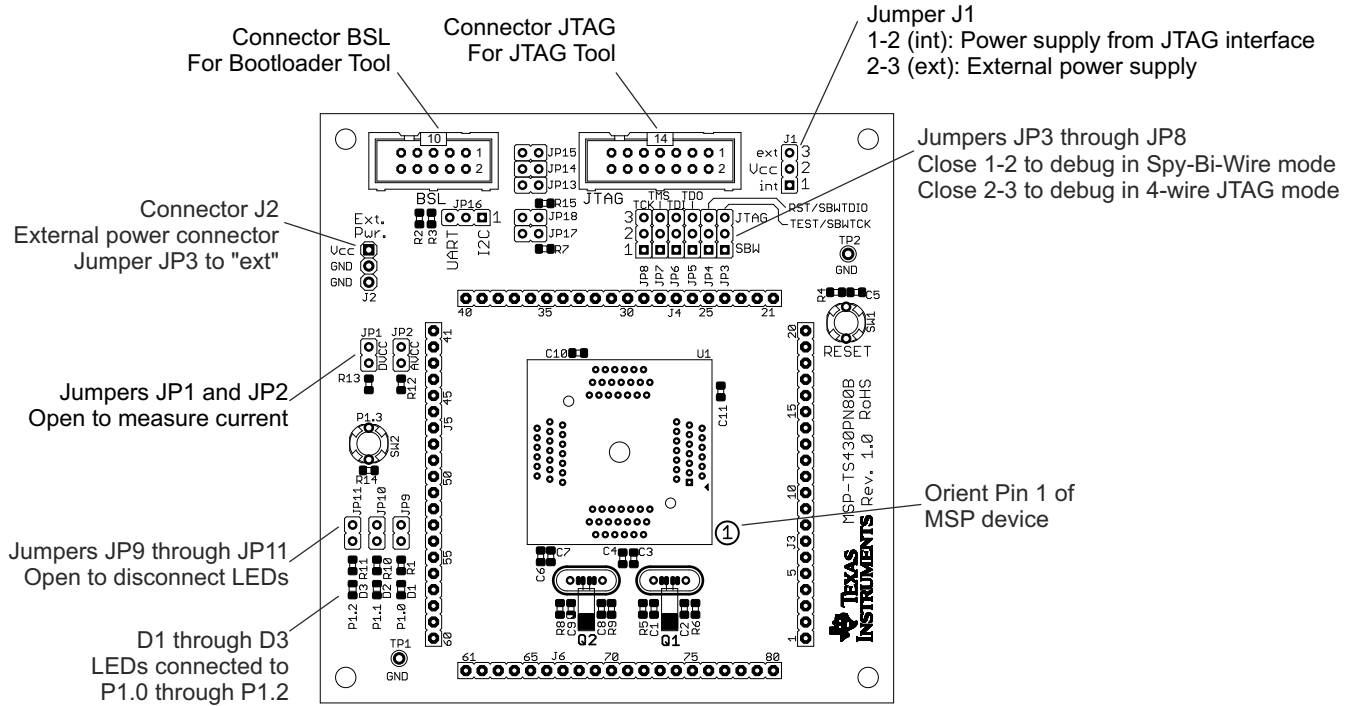 Connector BSL
For Bootloader Tool
Connector JTAG
For JTAG Tool
Jumper J1
1-2 (int): Power supply from JTAG interface
2-3 (ext): External power supply
Jumpers JP3 through JP8
Close 1-2 to debug in Spy-Bi-Wire mode
Close 2-3 to debug in 4-wire JTAG mode
Connector J2
External power connector
Jumper JP3 to "ext"
Jumpers JP1 and JP2
Open to measure current
Jumpers JP9 through JP11
Open to disconnect LEDs
D1 through D3
LEDs connected to
P1.0 through P1.2
Orient Pin 1 of
MSP device
10
1
2
BSL
JP16
1
UART
I2C
R2
R3
JP15
JP14
JP13
R15
JP18
JP17
R7
14
1
2
JTAG
TMS TDO
TCK TDI
3
2
1
JTAG
SBW
RST/SBWTDIO
TEST/SBWTCK
JP8
JP7
JP6
JP5
JP4
JP3
J1
ext 3
Vcc 2
int 1
TP2
GND
R4
C5
SW1
RESET
Ext.
Pwr.
Vcc
GND
GND
J2
40
35
30
J4
25
21
JP1
JP2
DVCC
AVCC
R13
R12
P1.3
SW2
R14
JP11
JP10
JP9
R11
R10
R1
D3
D2
D1
P1.2
P1.1
P1.0
TP1
GND
41
45
J5
50
55
60
C10
U1
C11
1
C7
C6
C4
C3
R8
C9
C8
R9
Q2
R5
C1
C2
R6
Q1
20
15
10
J3
5
1
MSP-TS430PN80B
Rev. 1.0 RoHS
TEXAS
INSTRUMENTS
61
65
J6
70
75
80